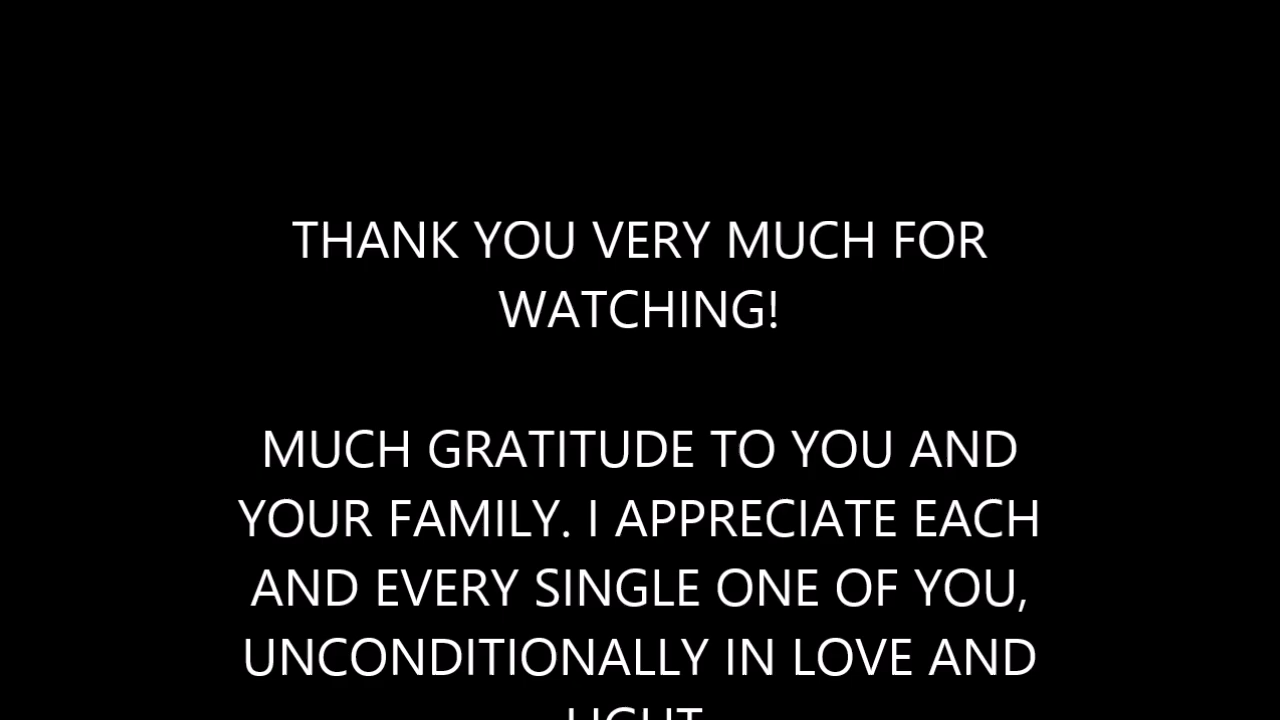 THANK YOU VERY MUCH FOR
WATCHING!
MUCH GRATITUDE TO YOU AND
YOUR FAMILY. I APPRECIATE EACH
AND EVERY SINGLE ONE OF YOU,
UNCONDITIONALLY IN LOVE AND
LIGHT